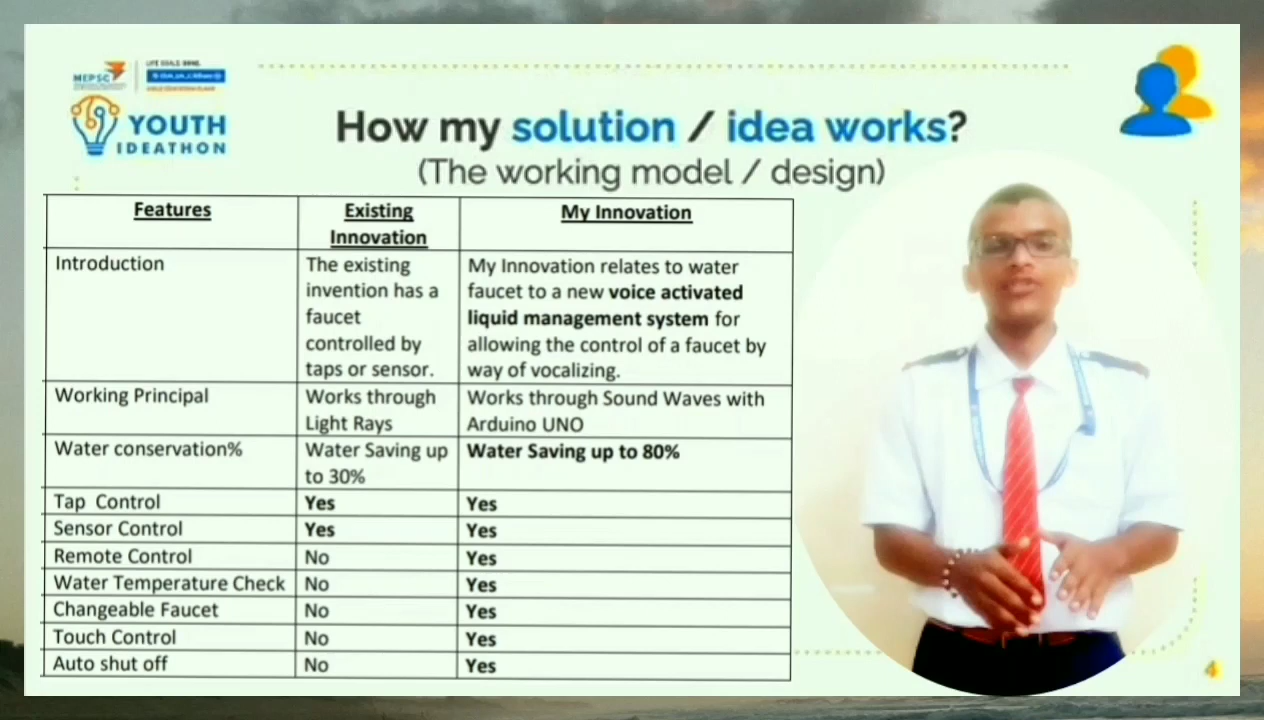 MEPSC
YOUTH
IDEATHON
How my solution / idea works?
(The working model / design)
Features
Existing
Innovation
My Innovation
Introduction
The existing
invention has a
faucet
controlled by
taps or sensor.
My Innovation relates to water
faucet to a new voice activated
liquid management system for
allowing the control of a faucet by
way of vocalizing.
Working Principal
Works through
Light Rays
Works through Sound Waves with
Arduino UNO
Water conservation%
Water Saving up
to 30%
Water Saving up to 80%
Tap Control
Yes
Yes
Sensor Control
Yes
Yes
Remote Control
No
Yes
Water Temperature Check
No
Yes
Changeable Faucet
No
Yes
Touch Control
No
Yes
Auto shut off
No
Yes
4